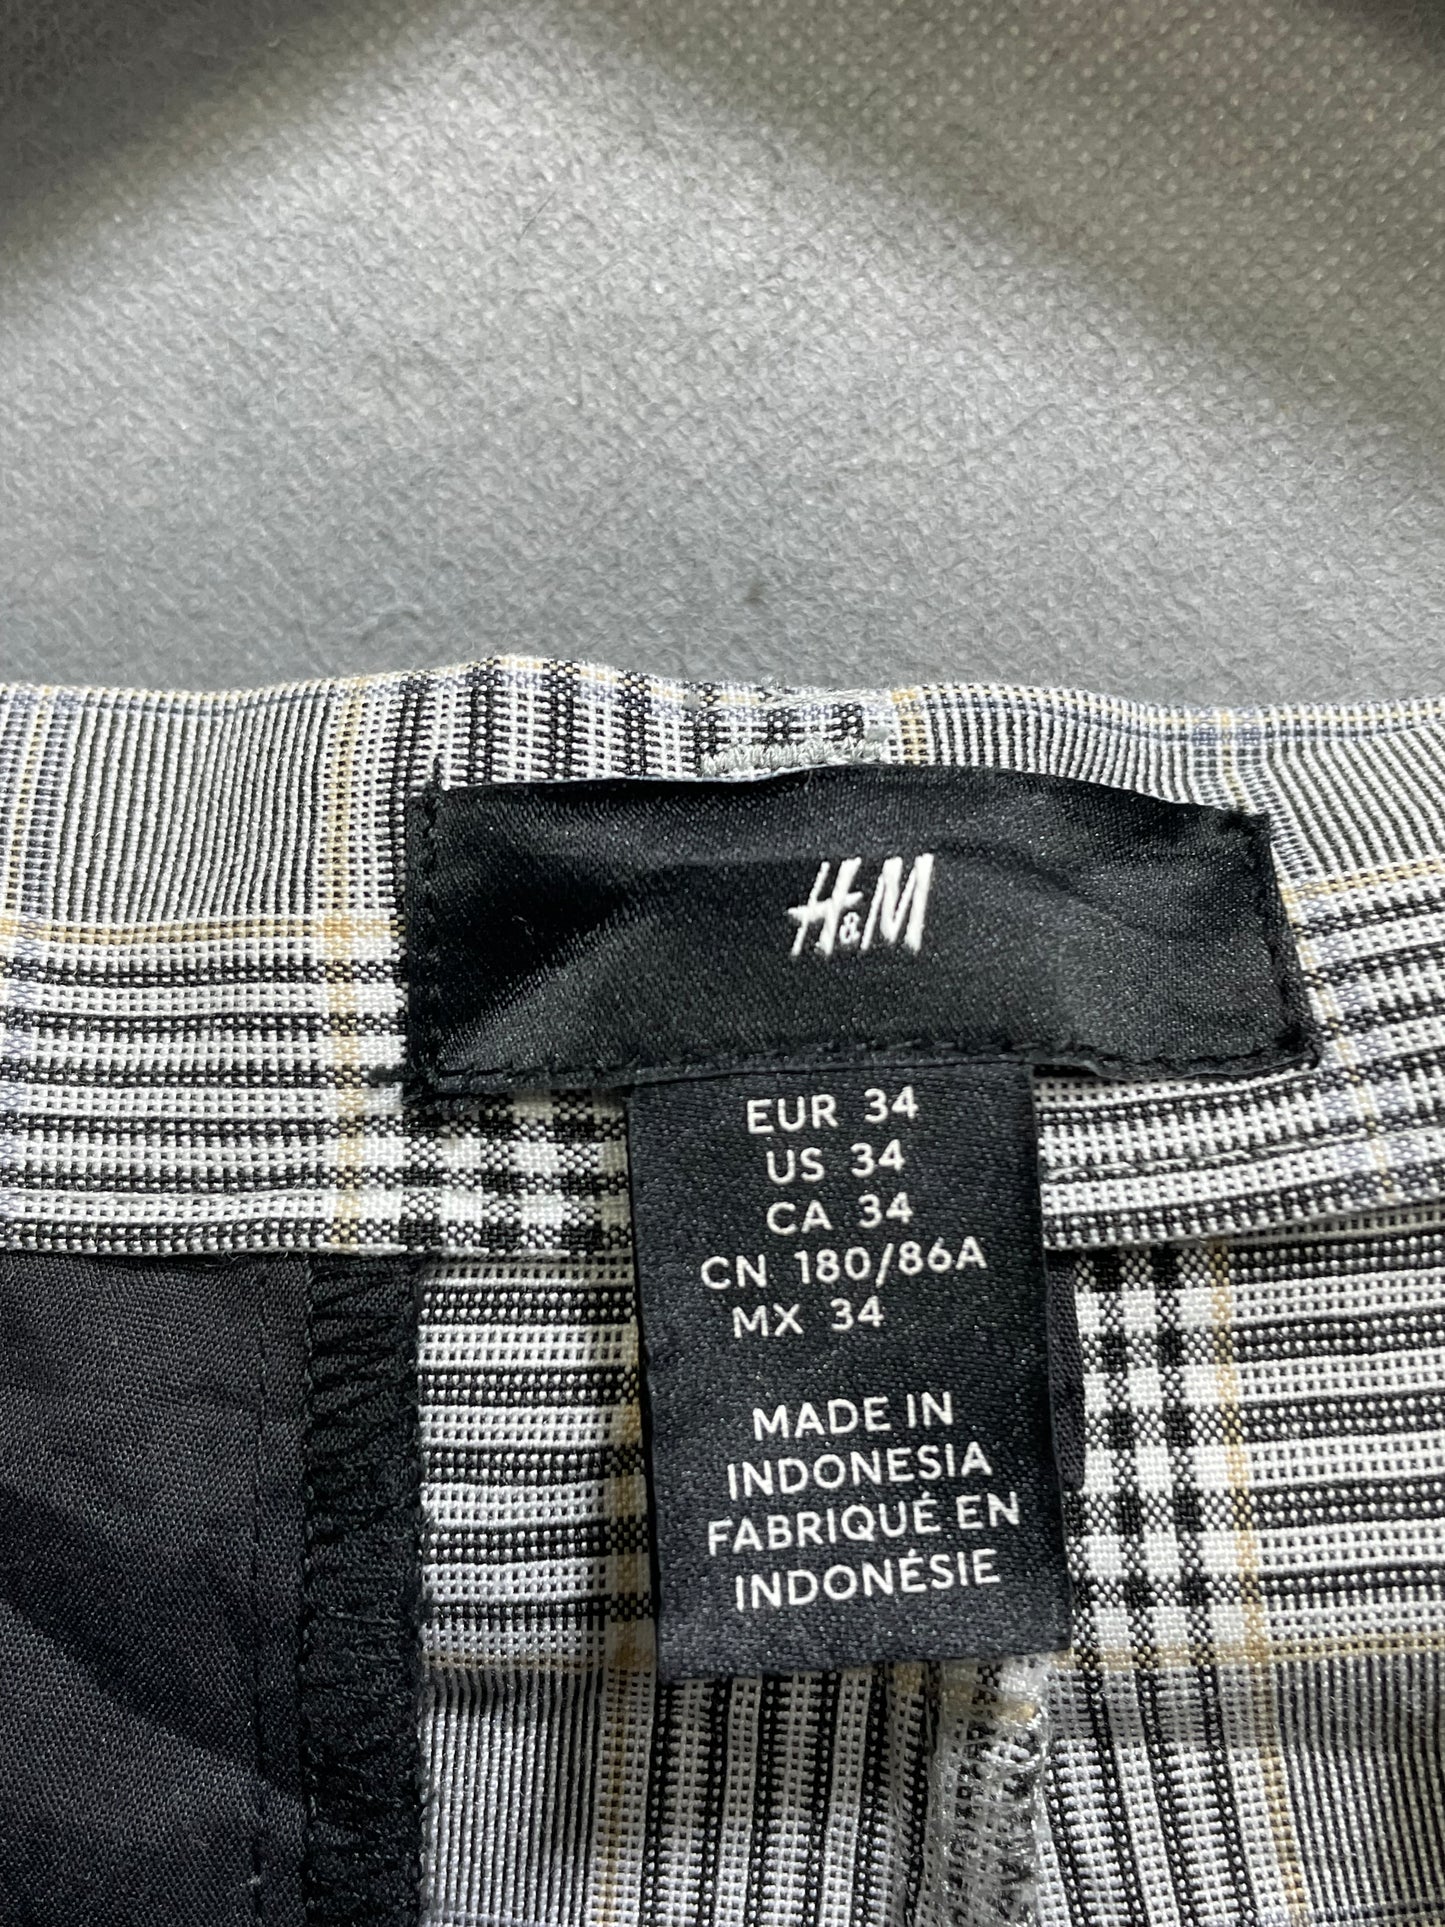 H&M
EUR 34
US 34
CA 34
CN 180/86A
MX 34
MADE IN
INDONESIA
FABRIQUÉ EN
INDONÉSIE